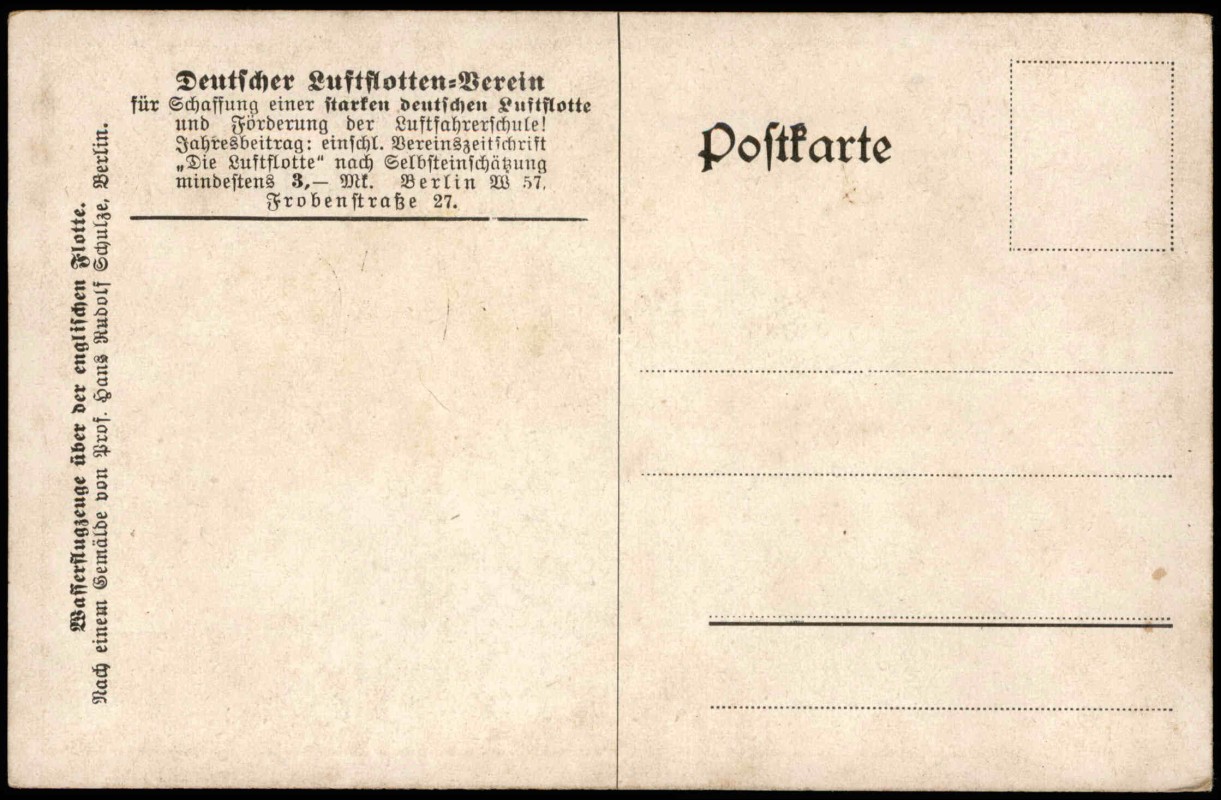 Deutscher Luftflotten-Verein
für Schaffung einer starken deutschen Luftflotte
und Förderung der Luftfahrerschule!
Jahresbeitrag: einschl. Vereinszeitschrift
„Die Luftflotte“ nach Selbsteinschätzung
mindestens 3,— Mk. Berlin W 57,
Frobenstraße 27.
Wasserflugzeuge über der englischen Flotte.
Nach einem Gemälde von Prof. Hans Rudolf Schulze, Berlin.
Postkarte